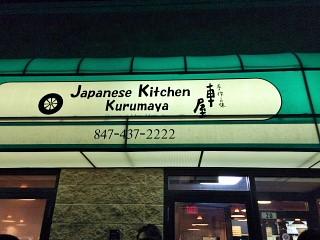 Japanese Kitchen
Kurumaya
車屋
847-437-2222